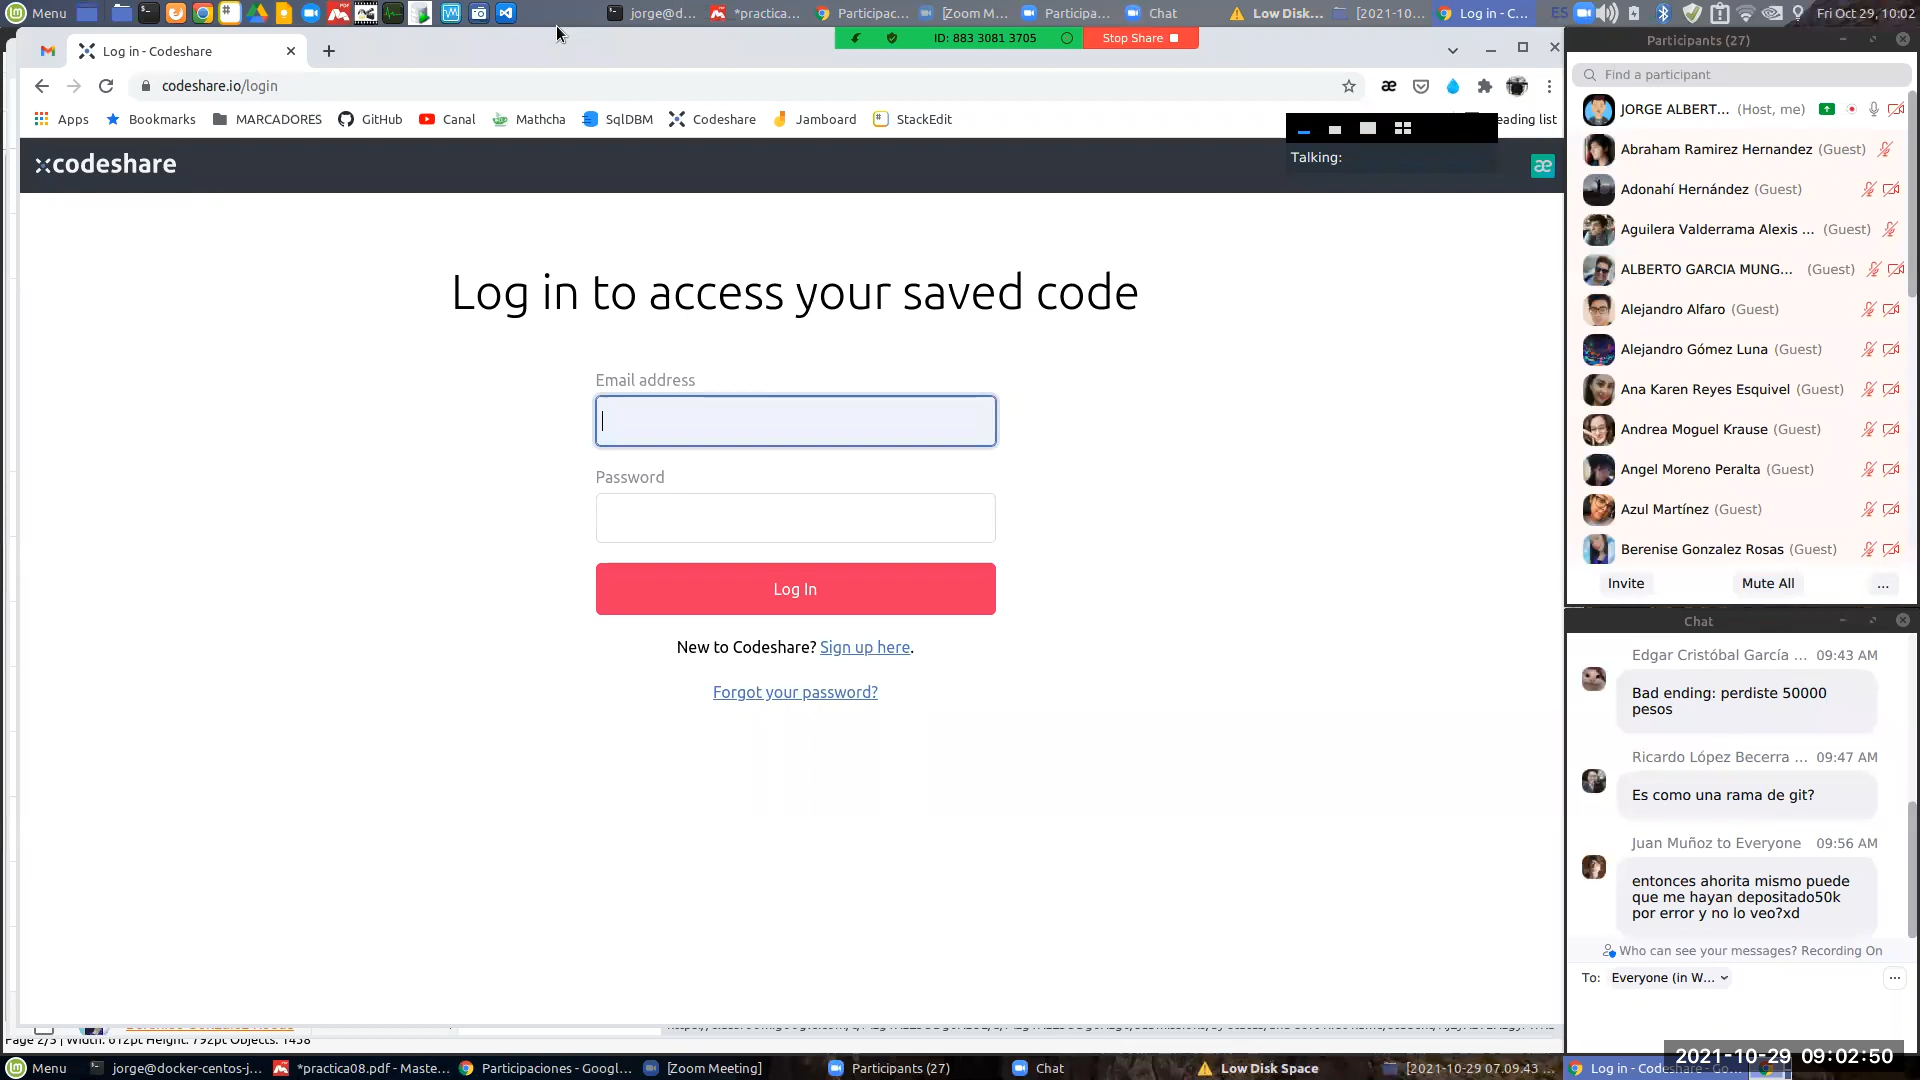 Menu
jorge@d...
*practica...
Participac...
[Zoom M...
Participa...
Chat
Low Disk...
[2021-10...
Log in - C...
ES
Fri Oct 29, 10:02
Log in - Codeshare
ID: 883 3081 3705
Stop Share
codeshare.io/login
Apps
Bookmarks
MARCADORES
GitHub
Canal
Mathcha
SqlDBM
Codeshare
Jamboard
StackEdit
eading list
Talking:
codeshare
Log in to access your saved code
Email address
Password
Log In
New to Codeshare? Sign up here.
Forgot your password?
Participants (27)
Find a participant
JORGE ALBERT... (Host, me)
Abraham Ramirez Hernandez (Guest)
Adonahí Hernández (Guest)
Aguilera Valderrama Alexis ... (Guest)
ALBERTO GARCIA MUNG... (Guest)
Alejandro Alfaro (Guest)
Alejandro Gómez Luna (Guest)
Ana Karen Reyes Esquivel (Guest)
Andrea Moguel Krause (Guest)
Angel Moreno Peralta (Guest)
Azul Martínez (Guest)
Berenise Gonzalez Rosas (Guest)
Invite
Mute All
...
Chat
Edgar Cristóbal García ... 09:43 AM
Bad ending: perdiste 50000
pesos
Ricardo López Becerra ... 09:47 AM
Es como una rama de git?
Juan Muñoz to Everyone 09:56 AM
entonces ahorita mismo puede
que me hayan depositado50k
por error y no lo veo?xd
Who can see your messages? Recording On
To: Everyone (in W...
Page 2/3 | Width: 612pt Height: 792pt Objects: 1438
2021-10-29 09:02:50
Menu
jorge@docker-centos-j...
*practica08.pdf - Maste...
Participaciones - Googl...
[Zoom Meeting]
Participants (27)
Chat
Low Disk Space
[2021-10-29 07.09.43 ...
Log in - Codeshare - Go...